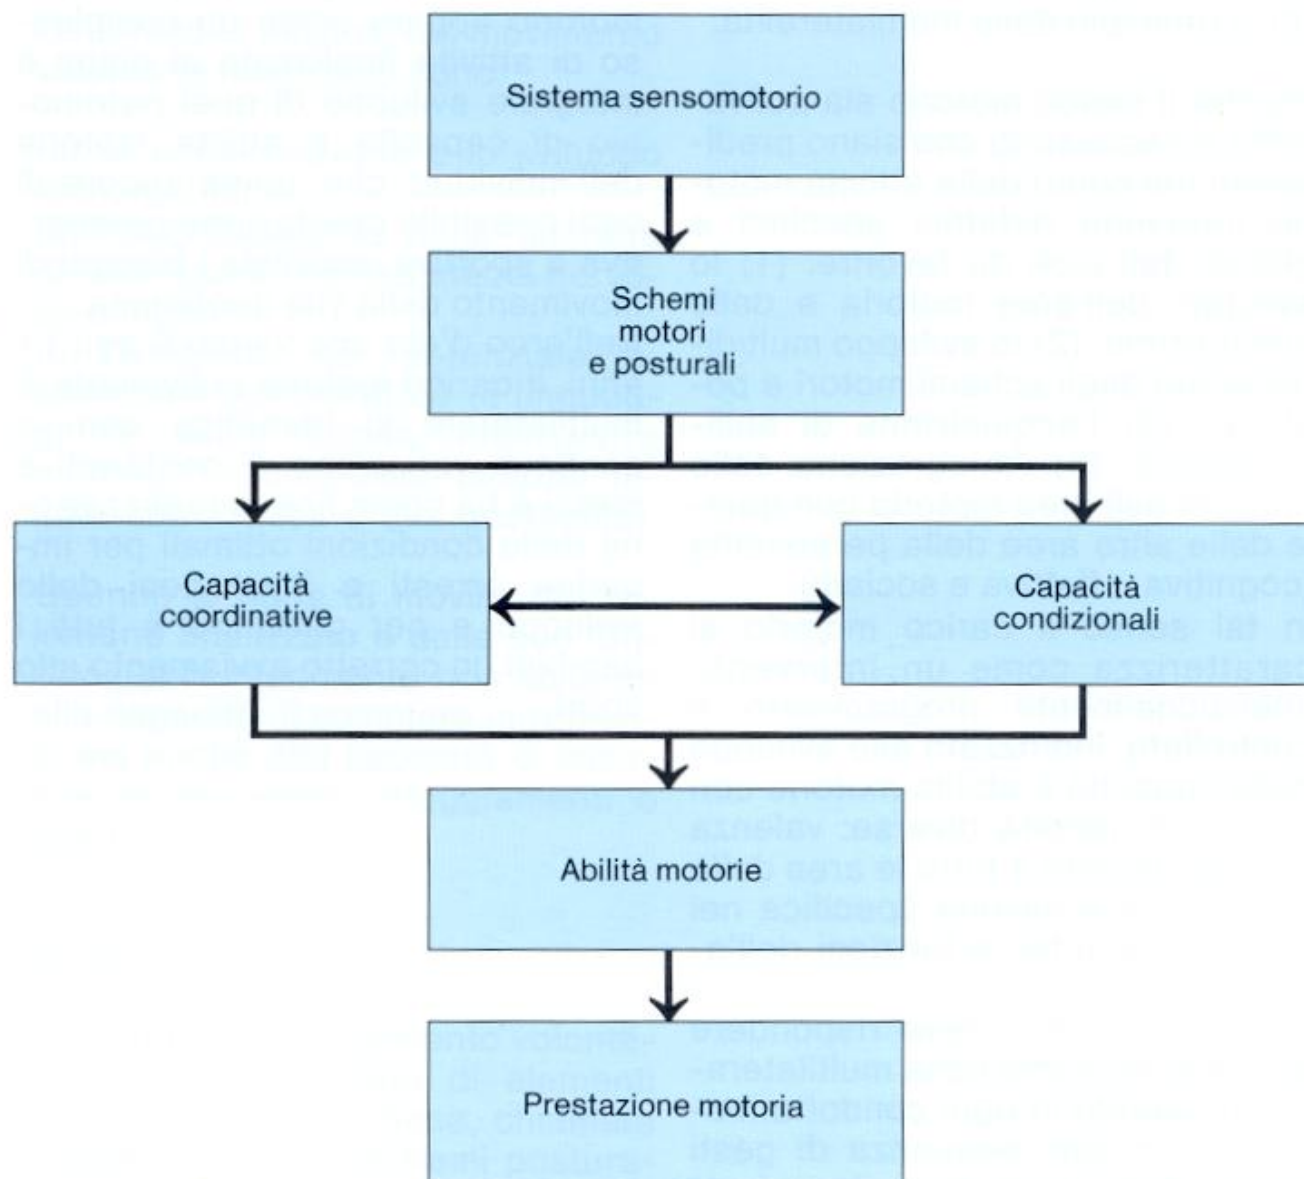 Sistema sensomotorio
Schemi
motori
e posturali
Capacità
coordinative
Capacità
condizionali
Abilità motorie
Prestazione motoria